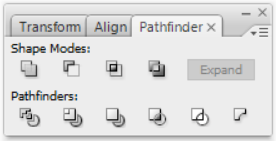 Transform Align Pathfinder ×
Shape Modes:
Expand
Pathfinders: